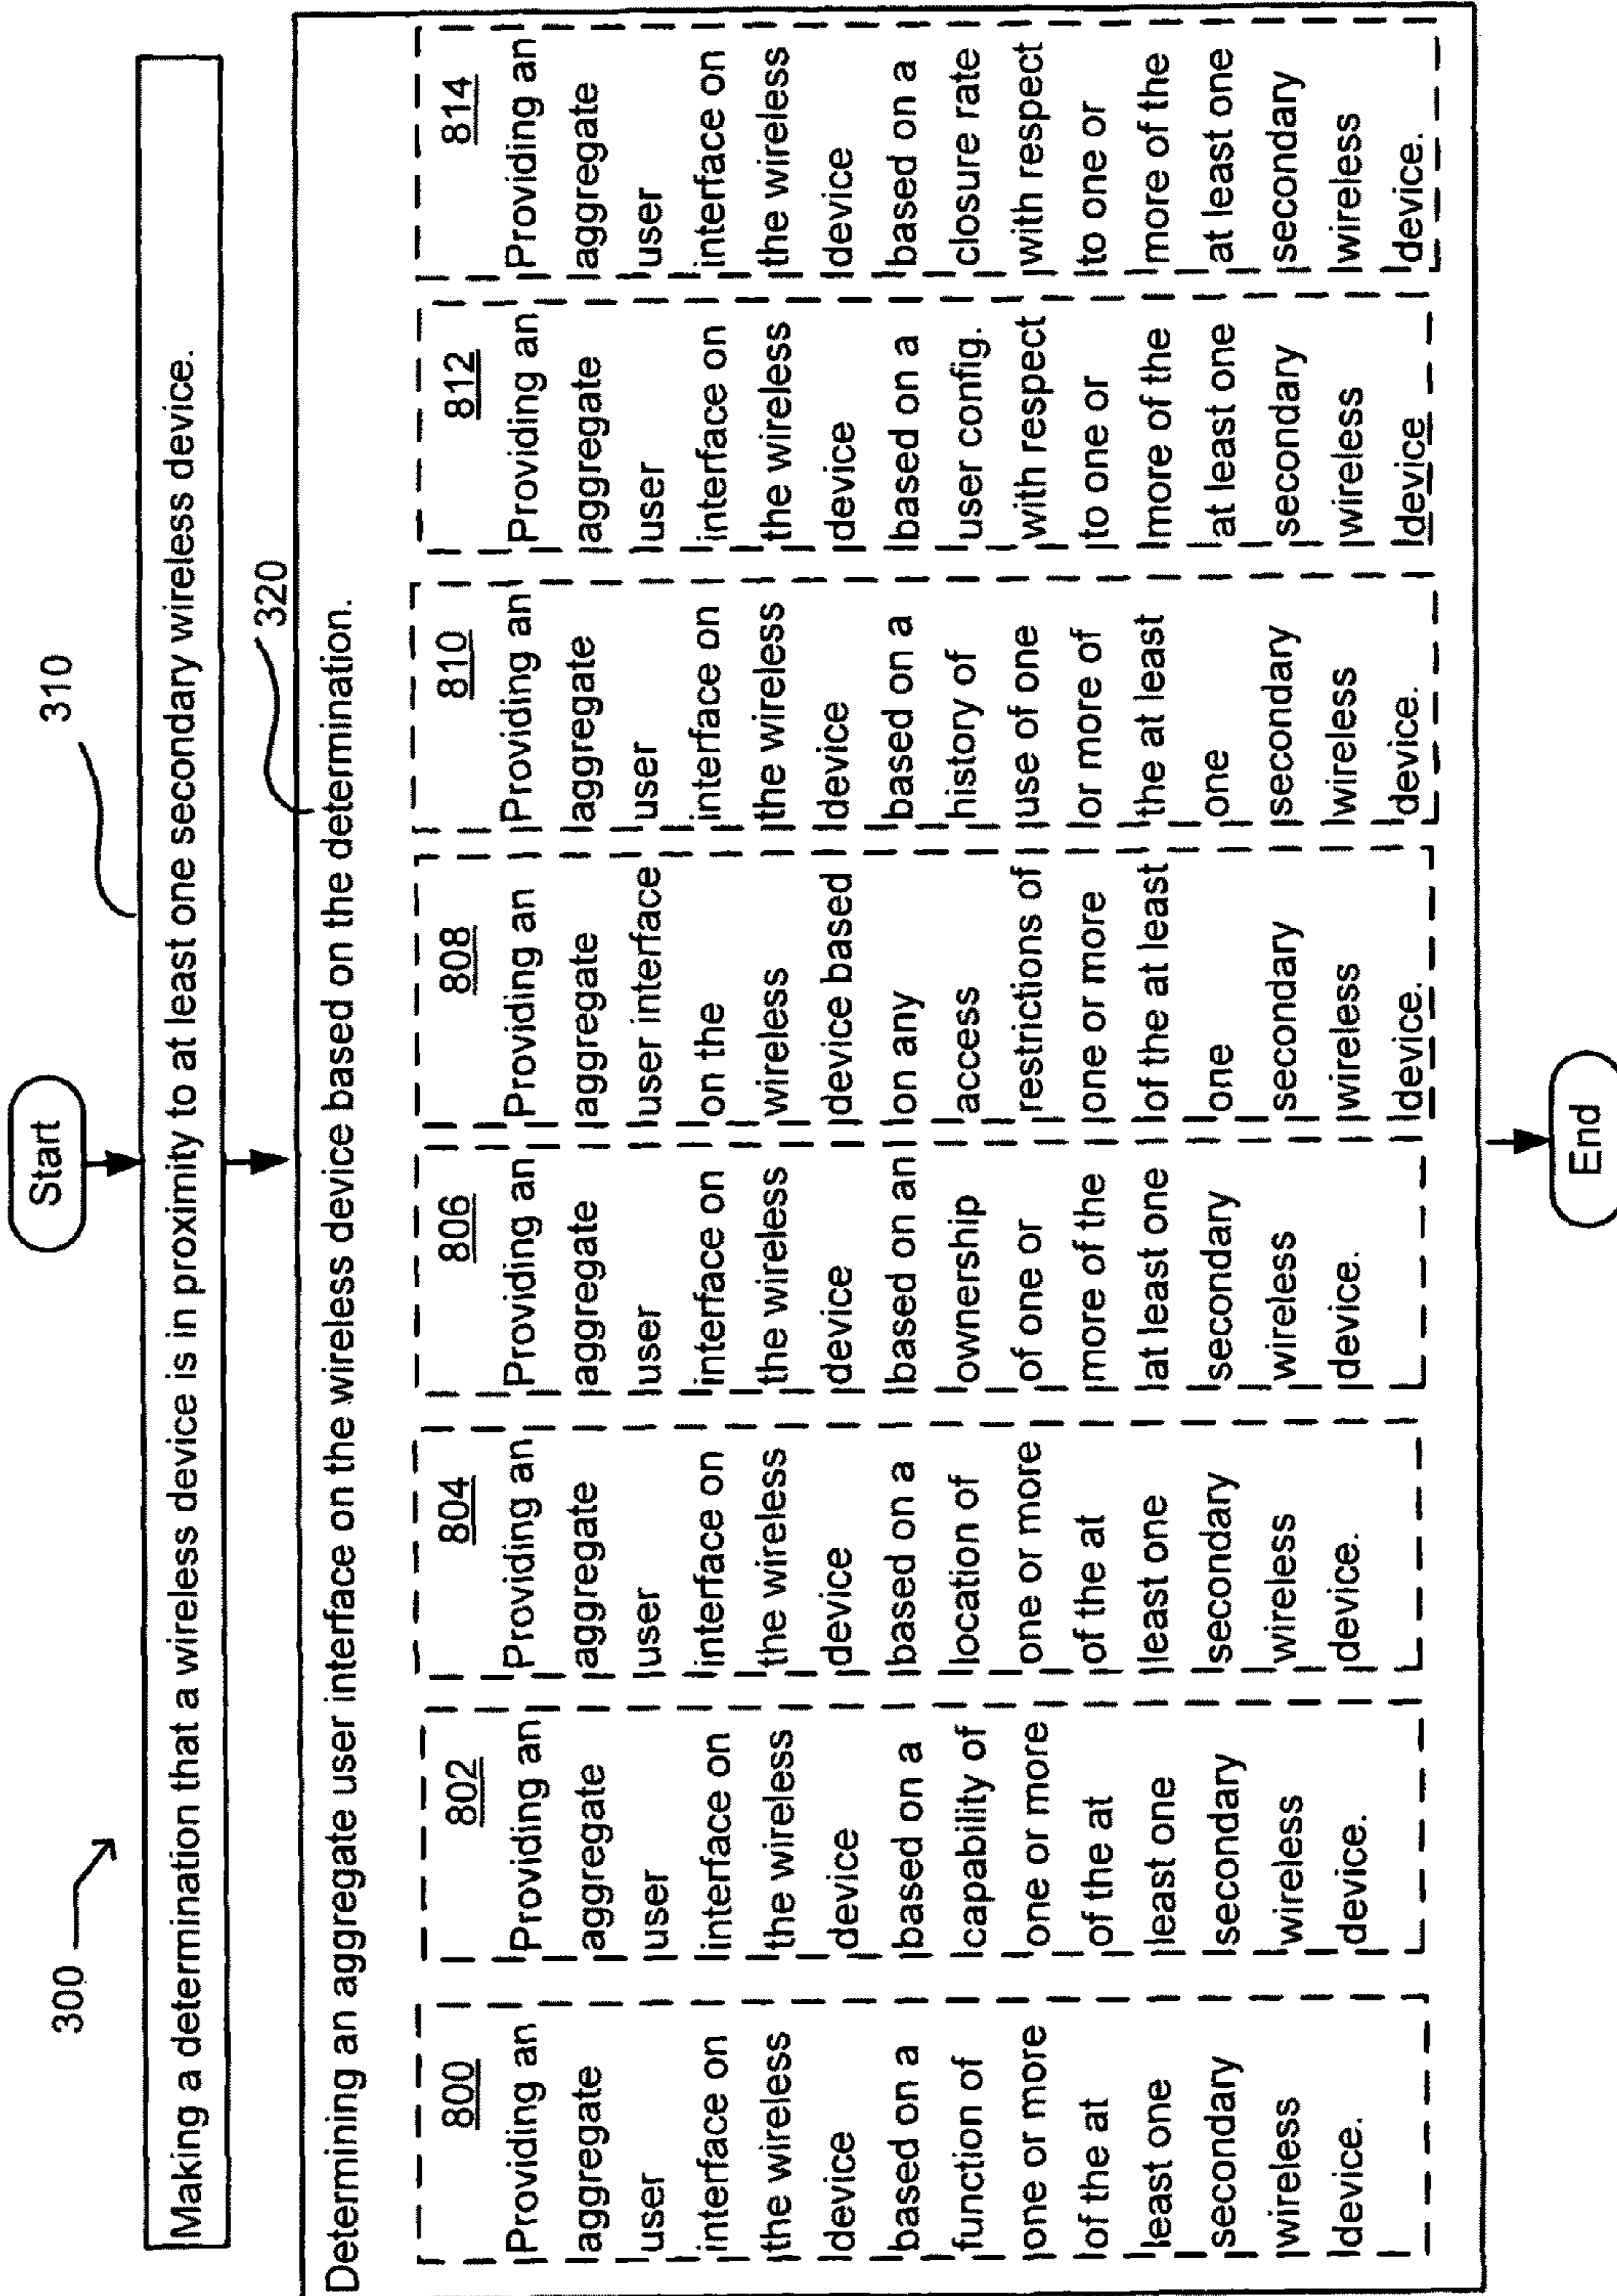 300
Start
310
Making a determination that a wireless device is in proximity to at least one secondary wireless device.
320
Determining an aggregate user interface on the wireless device based on the determination.
800
Providing an
aggregate
user
interface on
the wireless
device
based on a
function of
one or more
of the at
least one
secondary
wireless
device.
802
Providing an
aggregate
user
interface on
the wireless
device
based on a
capability of
one or more
of the at
least one
secondary
wireless
device.
804
Providing an
aggregate
user
interface on
the wireless
device
based on a
location of
one or more
of the at
least one
secondary
wireless
device.
806
Providing an
aggregate
user
interface on
the wireless
device
based on an
ownership
of one or
more of the
at least one
secondary
wireless
device.
808
Providing an
aggregate
user interface
on the
wireless
device based
on any
access
restrictions of
one or more
of the at least
one
secondary
wireless
device.
810
Providing an
aggregate
user
interface on
the wireless
device
based on a
history of
use of one
or more of
the at least
one
secondary
wireless
device.
812
Providing an
aggregate
user
interface on
the wireless
device
based on a
user config.
with respect
to one or
more of the
at least one
secondary
wireless
device
814
Providing an
aggregate
user
interface on
the wireless
device
based on a
closure rate
with respect
to one or
more of the
at least one
secondary
wireless
device.
End